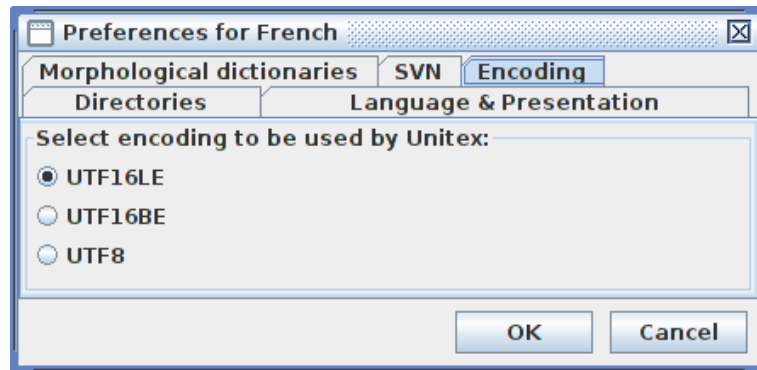 Preferences for French
Morphological dictionaries SVN Encoding
Directories Language & Presentation
Select encoding to be used by Unitex:
UTF16LE
UTF16BE
UTF8
OK Cancel